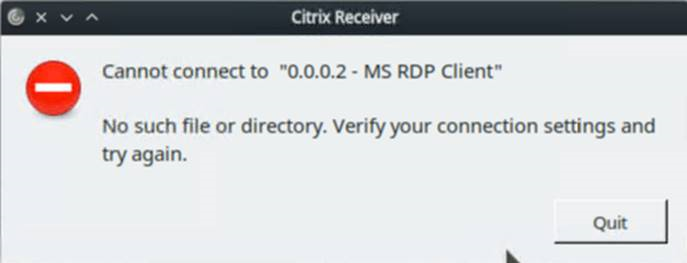 Citrix Receiver
Cannot connect to "0.0.0.2 - MS RDP Client"
No such file or directory. Verify your connection settings and
try again.
Quit